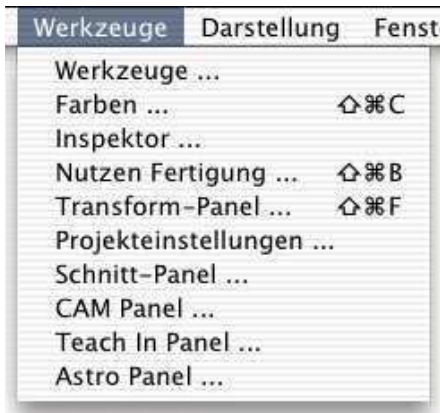 Werkzeuge Darstellung Fenst
Werkzeuge ...
Farben ... ⇧⌘C
Inspektor ...
Nutzen Fertigung ... ⇧⌘B
Transform-Panel ... ⇧⌘F
Projekteinstellungen ...
Schnitt-Panel ...
CAM Panel ...
Teach In Panel ...
Astro Panel ...